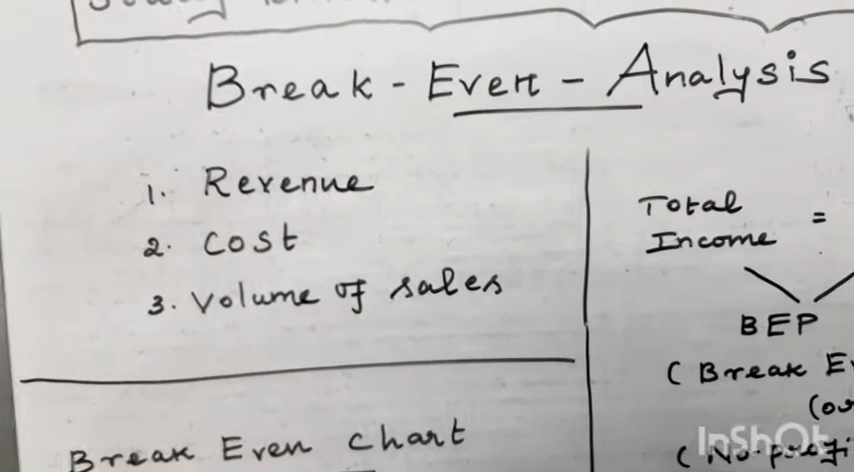 Break - Even - Analysis
1. Revenue
2. Cost
3. Volume of sales
Total
Income =
BEP
( Break
(No-profi
Break Even chart
InShOt